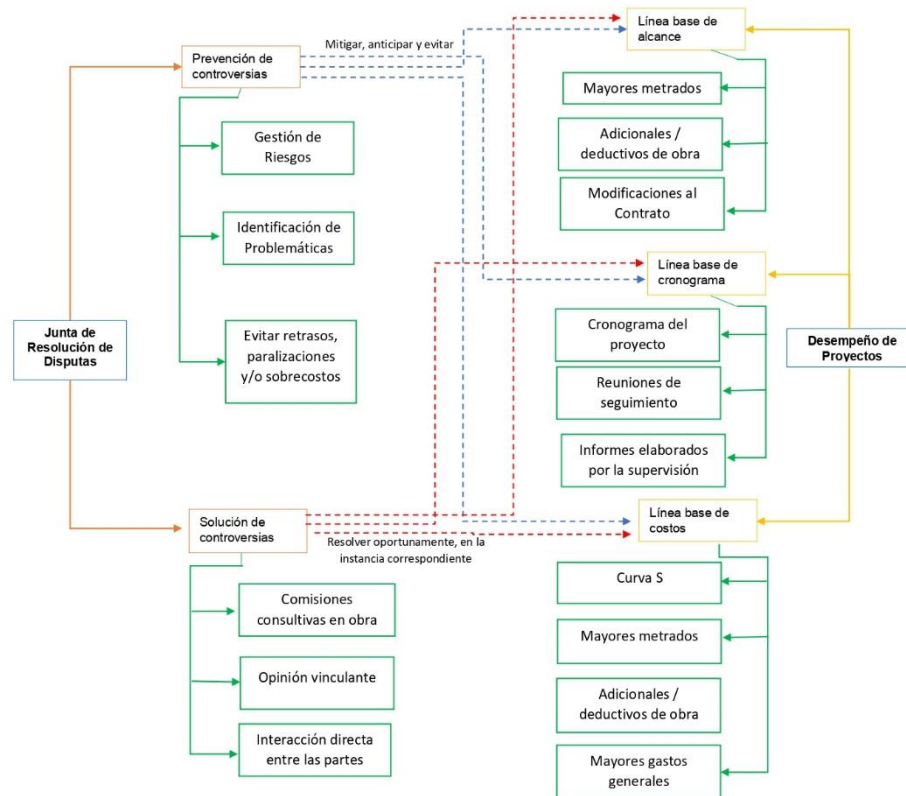 Prevención de
controversias
Mitigar, anticipar y evitar
Línea base de
alcance
Gestión de
Riesgos
Identificación de
Problemáticas
Evitar retrasos,
paralizaciones
y/o sobrecostos
Mayores metrados
Adicionales /
deductivos de obra
Modificaciones al
Contrato
Línea base de
cronograma
Junta de
Resolución de
Disputas
Cronograma del
proyecto
Reuniones de
seguimiento
Informes elaborados
por la supervisión
Desempeño de
Proyectos
Solución de
controversias
Resolver oportunamente, en la
instancia correspondiente
Línea base de
costos
Comisiones
consultivas en obra
Opinión vinculante
Interacción directa
entre las partes
Curva S
Mayores metrados
Adicionales /
deductivos de obra
Mayores gastos
generales